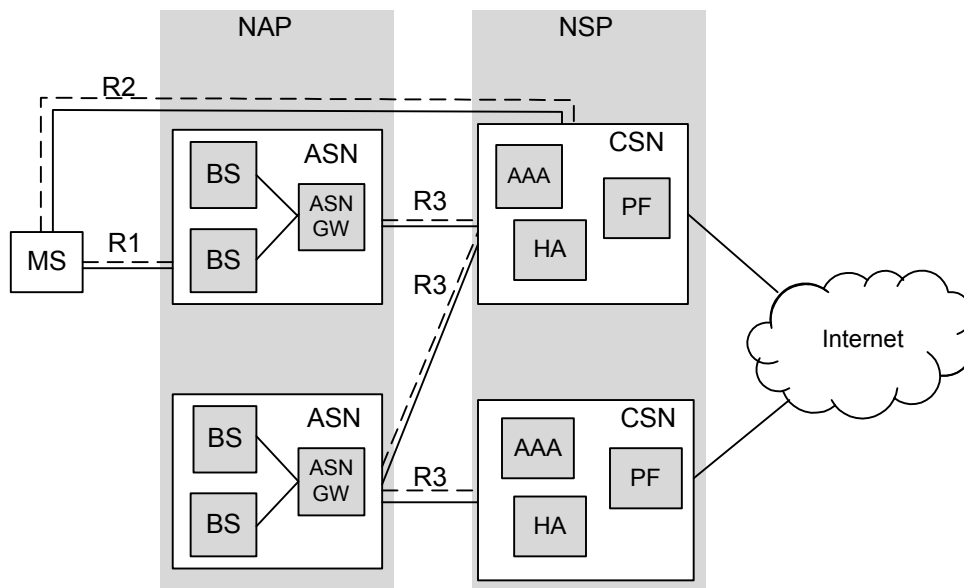 NAP
NSP
R2
ASN
BS
BS
ASN
GW
R1
MS
R3
R3
CSN
AAA
PF
HA
Internet
ASN
BS
BS
ASN
GW
R3
CSN
AAA
PF
HA